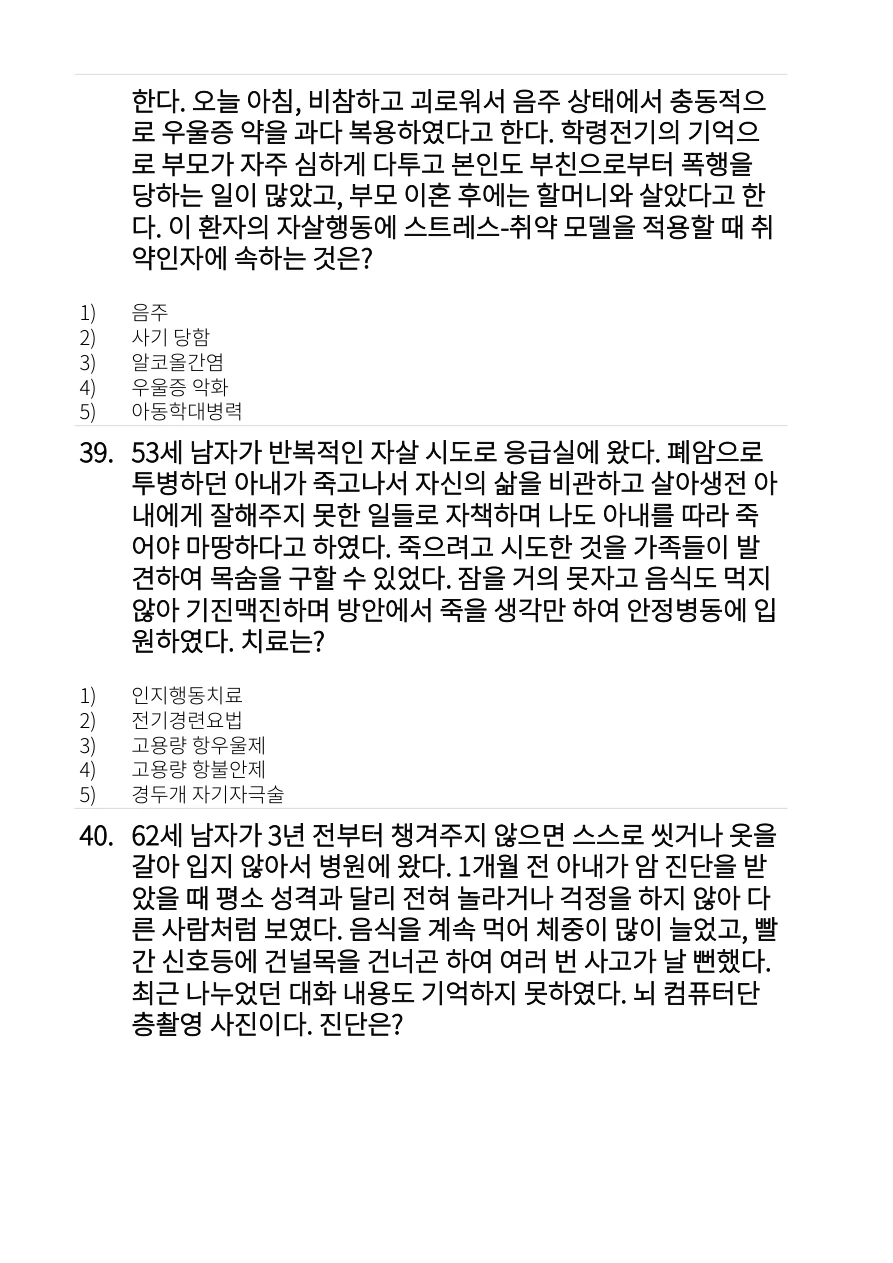 한다. 오늘 아침, 비참하고 괴로워서 음주 상태에서 충동적으
로 우울증 약을 과다 복용하였다고 한다. 학령전기의 기억으
로 부모가 자주 심하게 다투고 본인도 부친으로부터 폭행을
당하는 일이 많았고, 부모 이혼 후에는 할머니와 살았다고 한
다. 이 환자의 자살행동에 스트레스-취약 모델을 적용할 때 취
약인자에 속하는 것은?
1) 음주
2) 사기 당함
3) 알코올간염
4) 우울증 악화
5) 아동학대병력
39. 53세 남자가 반복적인 자살 시도로 응급실에 왔다. 폐암으로
투병하던 아내가 죽고나서 자신의 삶을 비관하고 살아생전 아
내에게 잘해주지 못한 일들로 자책하며 나도 아내를 따라 죽
어야 마땅하다고 하였다. 죽으려고 시도한 것을 가족들이 발
견하여 목숨을 구할 수 있었다. 잠을 거의 못자고 음식도 먹지
않아 기진맥진하며 방안에서 죽을 생각만 하여 안정병동에 입
원하였다. 치료는?
1) 인지행동치료
2) 전기경련요법
3) 고용량 항우울제
4) 고용량 항불안제
5) 경두개 자기자극술
40. 62세 남자가 3년 전부터 챙겨주지 않으면 스스로 씻거나 옷을
갈아 입지 않아서 병원에 왔다. 1개월 전 아내가 암 진단을 받
았을 때 평소 성격과 달리 전혀 놀라거나 걱정을 하지 않아 다
른 사람처럼 보였다. 음식을 계속 먹어 체중이 많이 늘었고, 빨
간 신호등에 건널목을 건너곤 하여 여러 번 사고가 날 뻔했다.
최근 나누었던 대화 내용도 기억하지 못하였다. 뇌 컴퓨터단
층촬영 사진이다. 진단은?